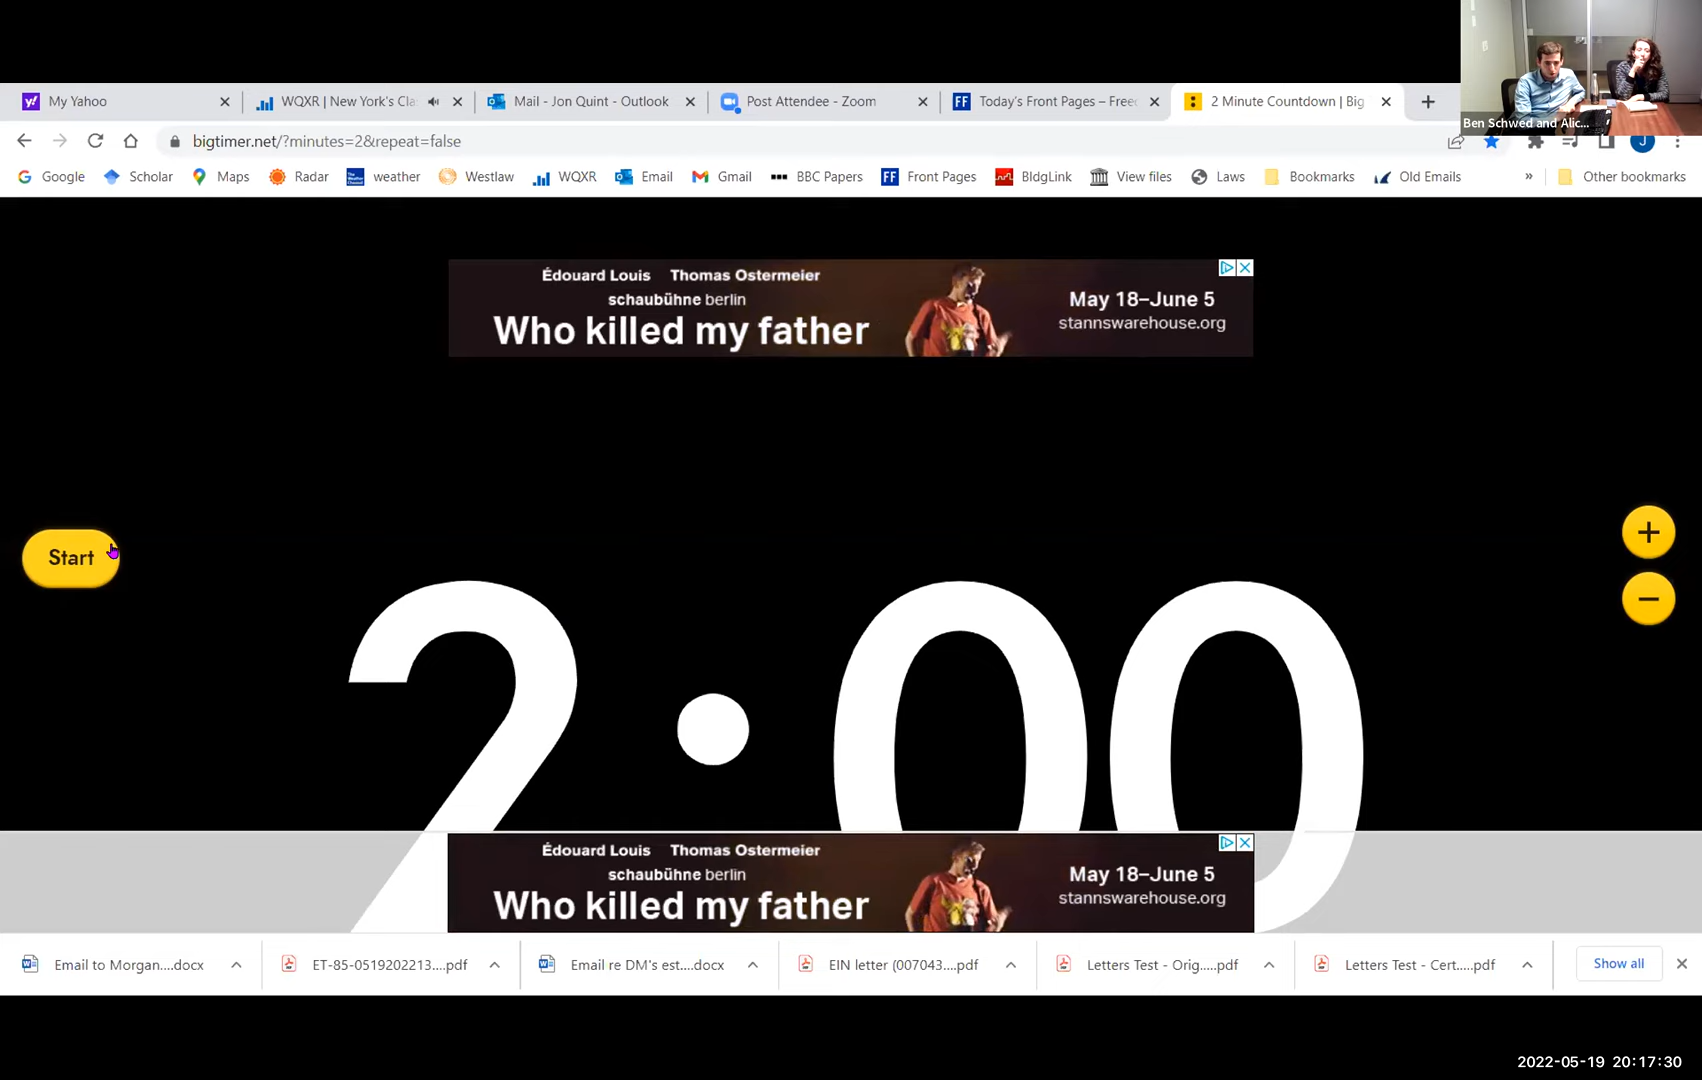 My Yahoo
WQXR | New York's Cla
Mail - Jon Quint - Outlook
Post Attendee - Zoom
Today's Front Pages – Freed
2 Minute Countdown | Big
Ben Schwed and Alic...
bigtimer.net/?minutes=2&repeat=false
J
Google
Scholar
Maps
Radar
weather
Westlaw
WQXR
Email
Gmail
BBC Papers
FF
Front Pages
BldgLink
View files
Laws
Bookmarks
Old Emails
»
Other bookmarks
Édouard Louis Thomas Ostermeier
schaubühne berlin
Who killed my father
May 18–June 5
stannswarehouse.org
Start
+
−
2:00
Édouard Louis Thomas Ostermeier
schaubühne berlin
Who killed my father
May 18–June 5
stannswarehouse.org
Email to Morgan....docx
ET-85-0519202213....pdf
Email re DM's est....docx
EIN letter (007043....pdf
Letters Test - Orig.....pdf
Letters Test - Cert.....pdf
Show all
2022-05-19 20:17:30